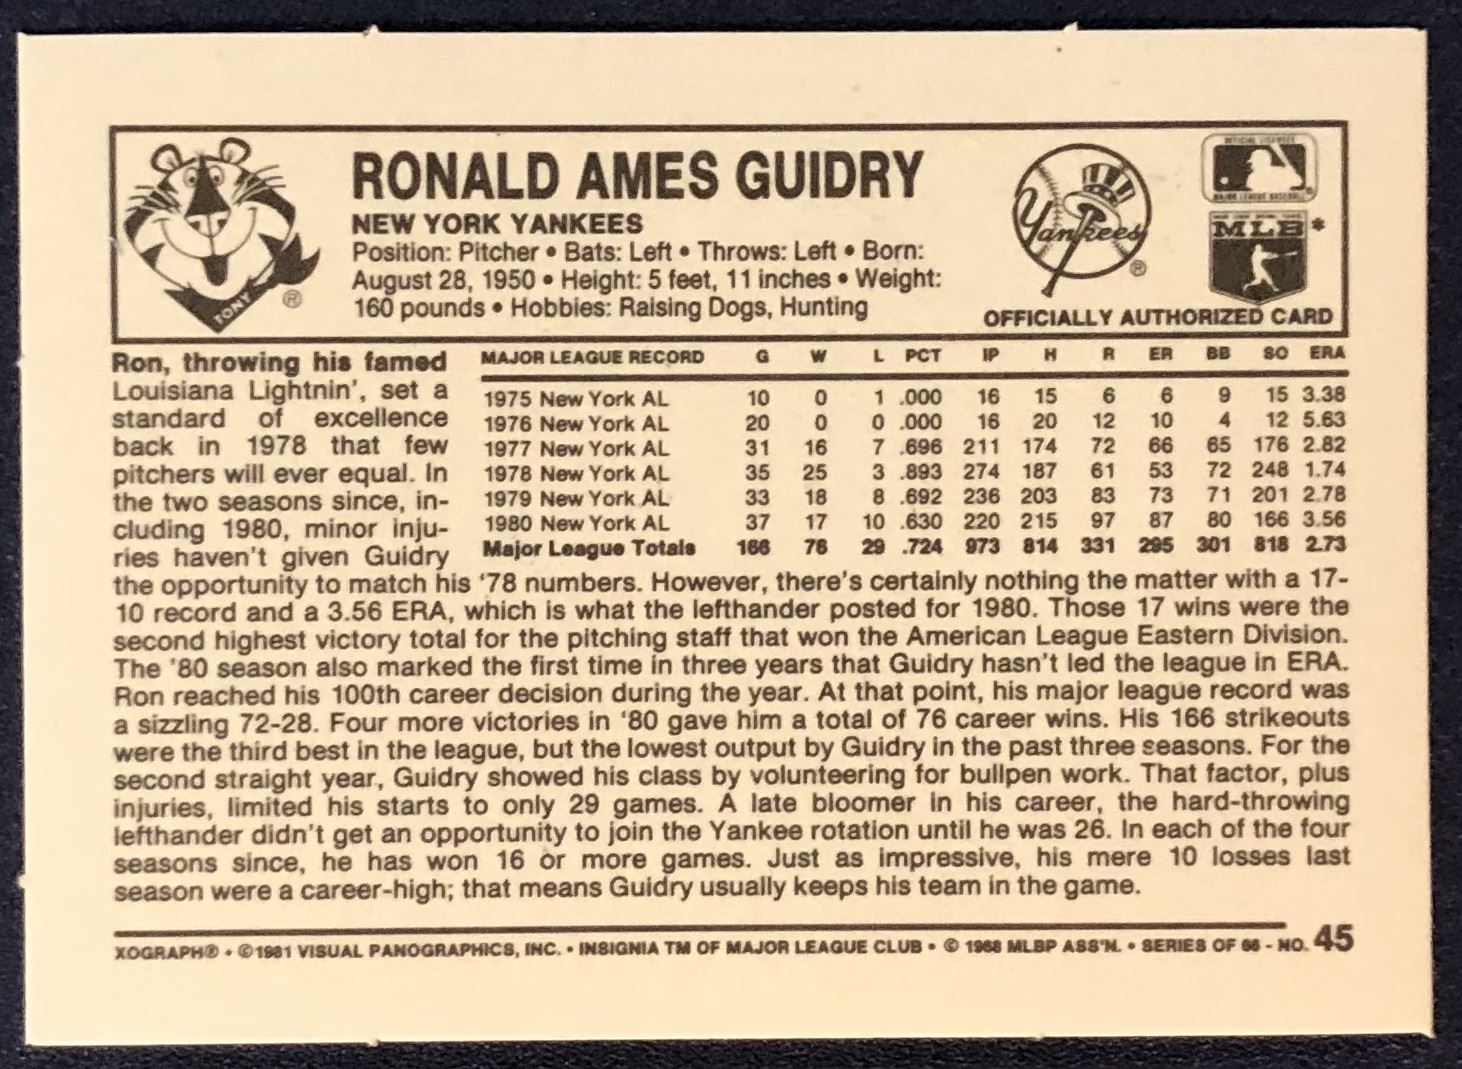 TONY
®
RONALD AMES GUIDRY
NEW YORK YANKEES
Position: Pitcher • Bats: Left • Throws: Left • Born:
August 28, 1950 • Height: 5 feet, 11 inches • Weight:
160 pounds • Hobbies: Raising Dogs, Hunting
Yankees
®
OFFICIAL LICENSEE
MAJOR LEAGUE BASEBALL
MLB *
OFFICIALLY AUTHORIZED CARD
MAJOR LEAGUE RECORD G W L PCT IP H R ER BB SO ERA
1975 New York AL 10 0 1 .000 16 15 6 6 9 15 3.38
1976 New York AL 20 0 0 .000 16 20 12 10 4 12 5.63
1977 New York AL 31 16 7 .696 211 174 72 66 65 176 2.82
1978 New York AL 35 25 3 .893 274 187 61 53 72 248 1.74
1979 New York AL 33 18 8 .692 236 203 83 73 71 201 2.78
1980 New York AL 37 17 10 .630 220 215 97 87 80 166 3.56
Major League Totals 166 76 29 .724 973 814 331 295 301 818 2.73
Ron, throwing his famed
Louisiana Lightnin', set a
standard of excellence
back in 1978 that few
pitchers will ever equal. In
the two seasons since, in-
cluding 1980, minor inju-
ries haven't given Guidry
the opportunity to match his '78 numbers. However, there's certainly nothing the matter with a 17-
10 record and a 3.56 ERA, which is what the lefthander posted for 1980. Those 17 wins were the
second highest victory total for the pitching staff that won the American League Eastern Division.
The '80 season also marked the first time in three years that Guidry hasn't led the league in ERA.
Ron reached his 100th career decision during the year. At that point, his major league record was
a sizzling 72-28. Four more victories in '80 gave him a total of 76 career wins. His 166 strikeouts
were the third best in the league, but the lowest output by Guidry in the past three seasons. For the
second straight year, Guidry showed his class by volunteering for bullpen work. That factor, plus
injuries, limited his starts to only 29 games. A late bloomer in his career, the hard-throwing
lefthander didn't get an opportunity to join the Yankee rotation until he was 26. In each of the four
seasons since, he has won 16 or more games. Just as impressive, his mere 10 losses last
season were a career-high; that means Guidry usually keeps his team in the game.
XOGRAPH® • ©1981 VISUAL PANOGRAPHICS, INC. • INSIGNIA TM OF MAJOR LEAGUE CLUB • © 1968 MLBP ASS'N. • SERIES OF 66 - NO. 45